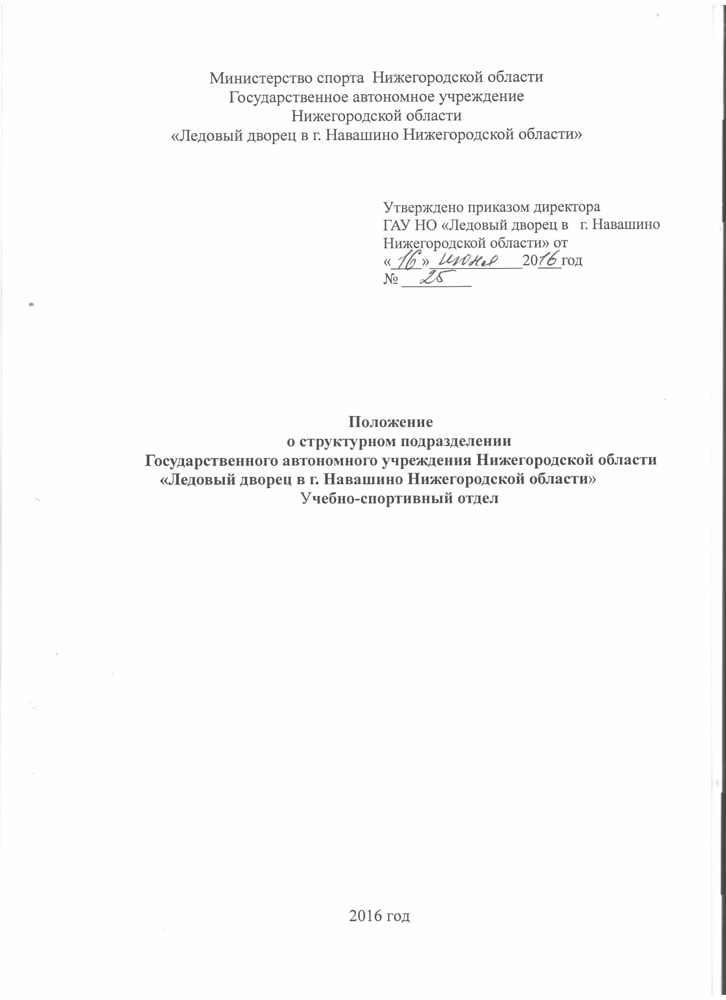 Министерство спорта Нижегородской области
Государственное автономное учреждение
Нижегородской области
«Ледовый дворец в г. Навашино Нижегородской области»
Утверждено приказом директора
ГАУ НО «Ледовый дворец в г. Навашино
Нижегородской области» от
«16» июня 2016 год
№ 25
Положение
о структурном подразделении
Государственного автономного учреждения Нижегородской области
«Ледовый дворец в г. Навашино Нижегородской области»
Учебно-спортивный отдел
2016 год